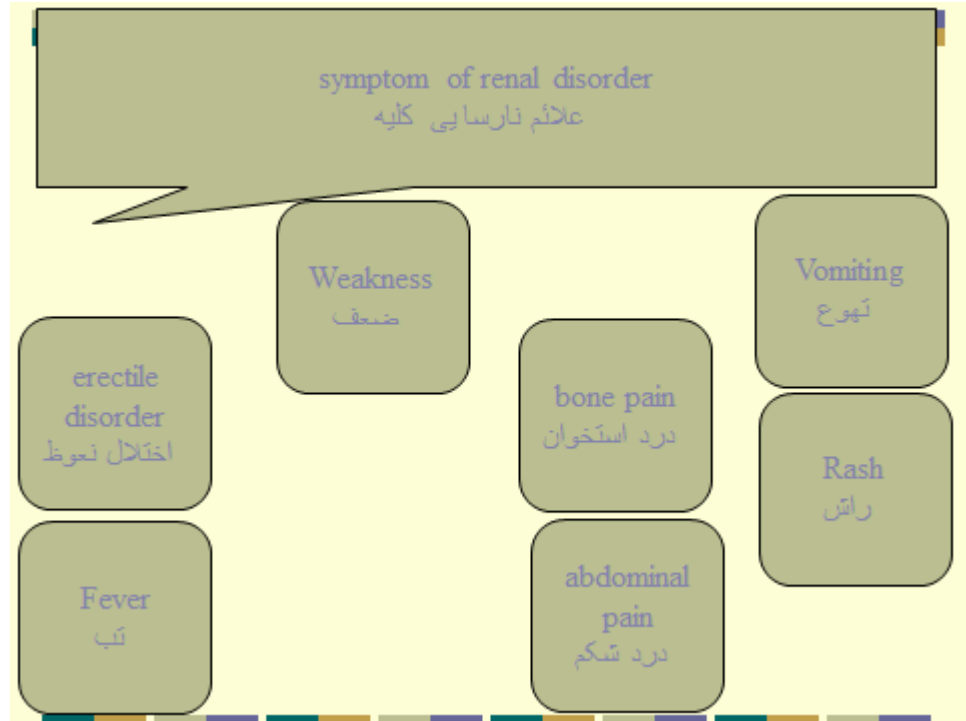 symptom of renal disorder
علائم نارسایی کلیه
Weakness
ضعف
Vomiting
تهوع
erectile
disorder
اختلال نعوظ
bone pain
درد استخوان
Rash
راش
Fever
تب
abdominal
pain
درد شکم